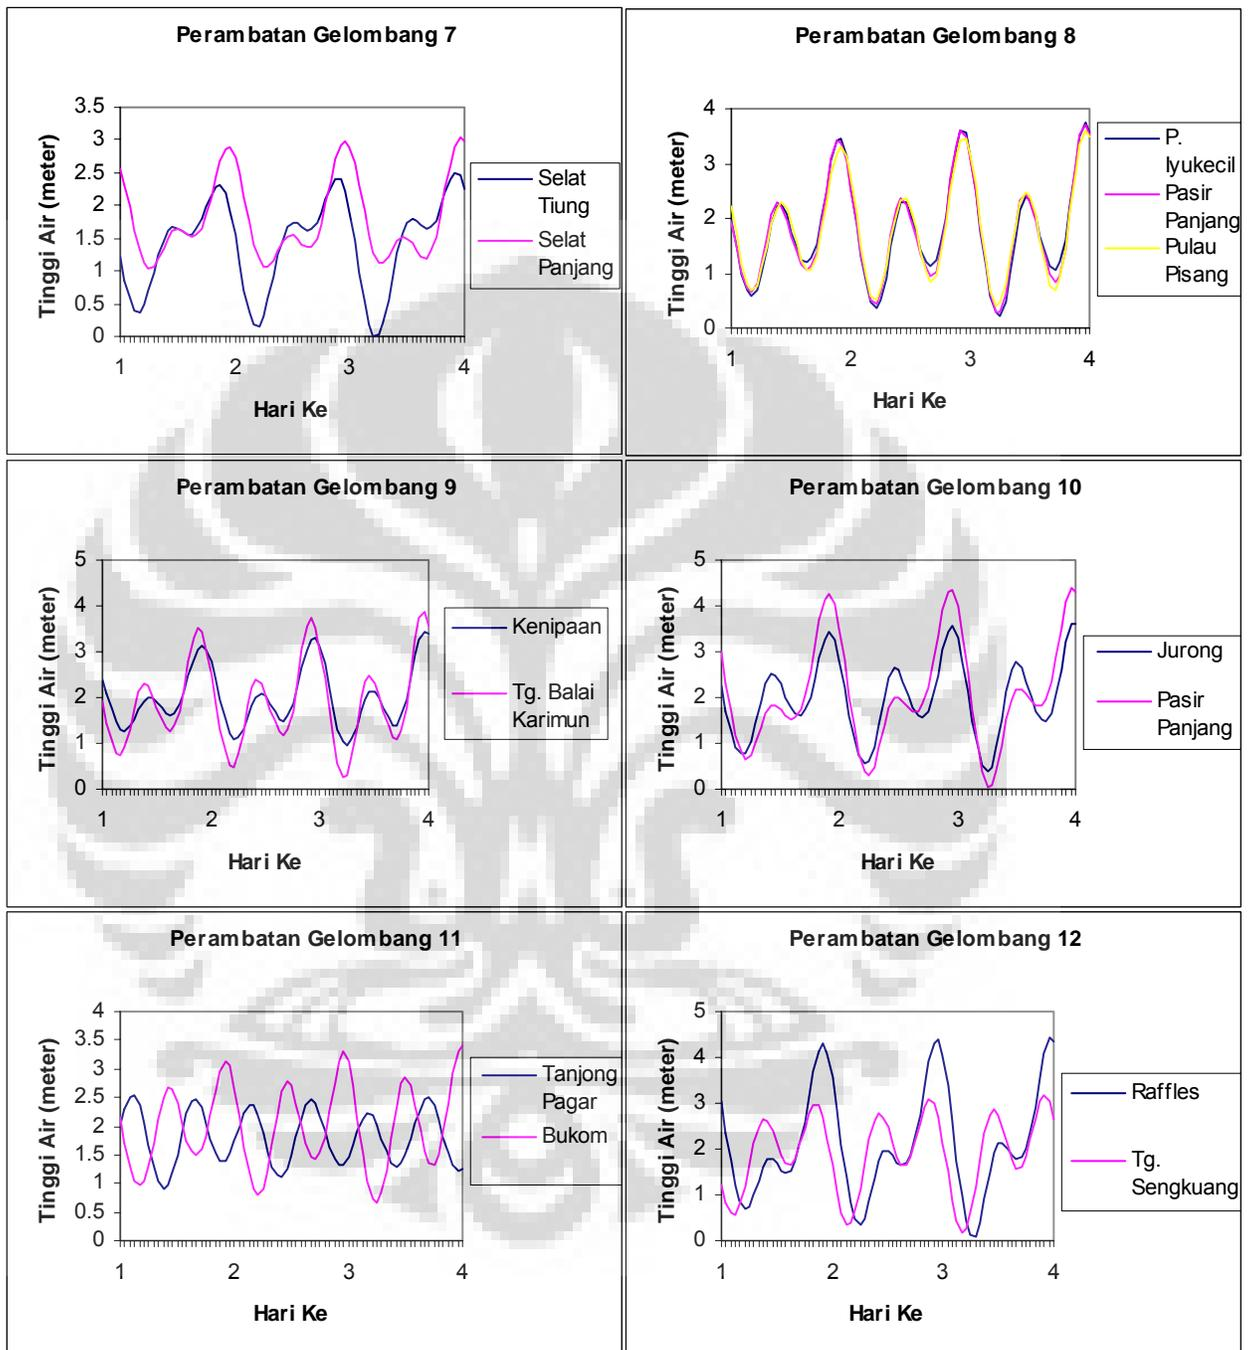 Perambatan Gelombang 7
Tinggi Air (meter)
3.5
3
2.5
2
1.5
1
0.5
0
1 2 3 4
Hari Ke
Selat
Tiung
Selat
Panjang
Perambatan Gelombang 8
Tinggi Air (meter)
4
3
2
1
0
1 2 3 4
Hari Ke
P.
Iyukecil
Pasir
Panjang
Pulau
Pisang
Perambatan Gelombang 9
Tinggi Air (meter)
5
4
3
2
1
0
1 2 3 4
Hari Ke
Kenipaan
Tg. Balai
Karimun
Perambatan Gelombang 10
Tinggi Air (meter)
5
4
3
2
1
0
1 2 3 4
Hari Ke
Jurong
Pasir
Panjang
Perambatan Gelombang 11
Tinggi Air (meter)
4
3.5
3
2.5
2
1.5
1
0.5
0
1 2 3 4
Hari Ke
Tanjong
Pagar
Bukom
Perambatan Gelombang 12
Tinggi Air (meter)
5
4
3
2
1
0
1 2 3 4
Hari Ke
Raffles
Tg.
Sengkuang